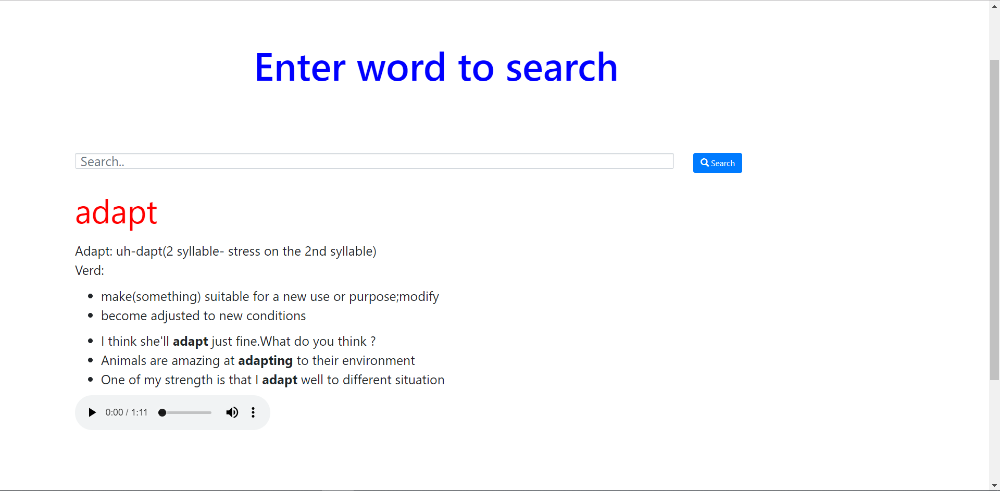 Enter word to search
Search..
Search
adapt
Adapt: uh-dapt(2 syllable- stress on the 2nd syllable)
Verd:
make(something) suitable for a new use or purpose;modify
become adjusted to new conditions
I think she'll adapt just fine.What do you think ?
Animals are amazing at adapting to their environment
One of my strength is that I adapt well to different situation
0:00 / 1:11